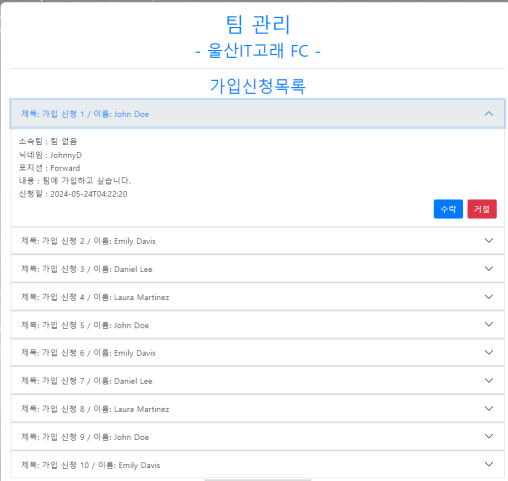 팀 관리
- 울산IT고래 FC -
가입신청목록
제목: 가입 신청 1 / 이름: John Doe
소속팀 : 팀 없음
닉네임 : JohnnyD
포지션 : Forward
내용 : 팀에 가입하고 싶습니다.
신청일 : 2024-05-24T04:22:20
수락 거절
제목: 가입 신청 2 / 이름: Emily Davis
제목: 가입 신청 3 / 이름: Daniel Lee
제목: 가입 신청 4 / 이름: Laura Martinez
제목: 가입 신청 5 / 이름: John Doe
제목: 가입 신청 6 / 이름: Emily Davis
제목: 가입 신청 7 / 이름: Daniel Lee
제목: 가입 신청 8 / 이름: Laura Martinez
제목: 가입 신청 9 / 이름: John Doe
제목: 가입 신청 10 / 이름: Emily Davis